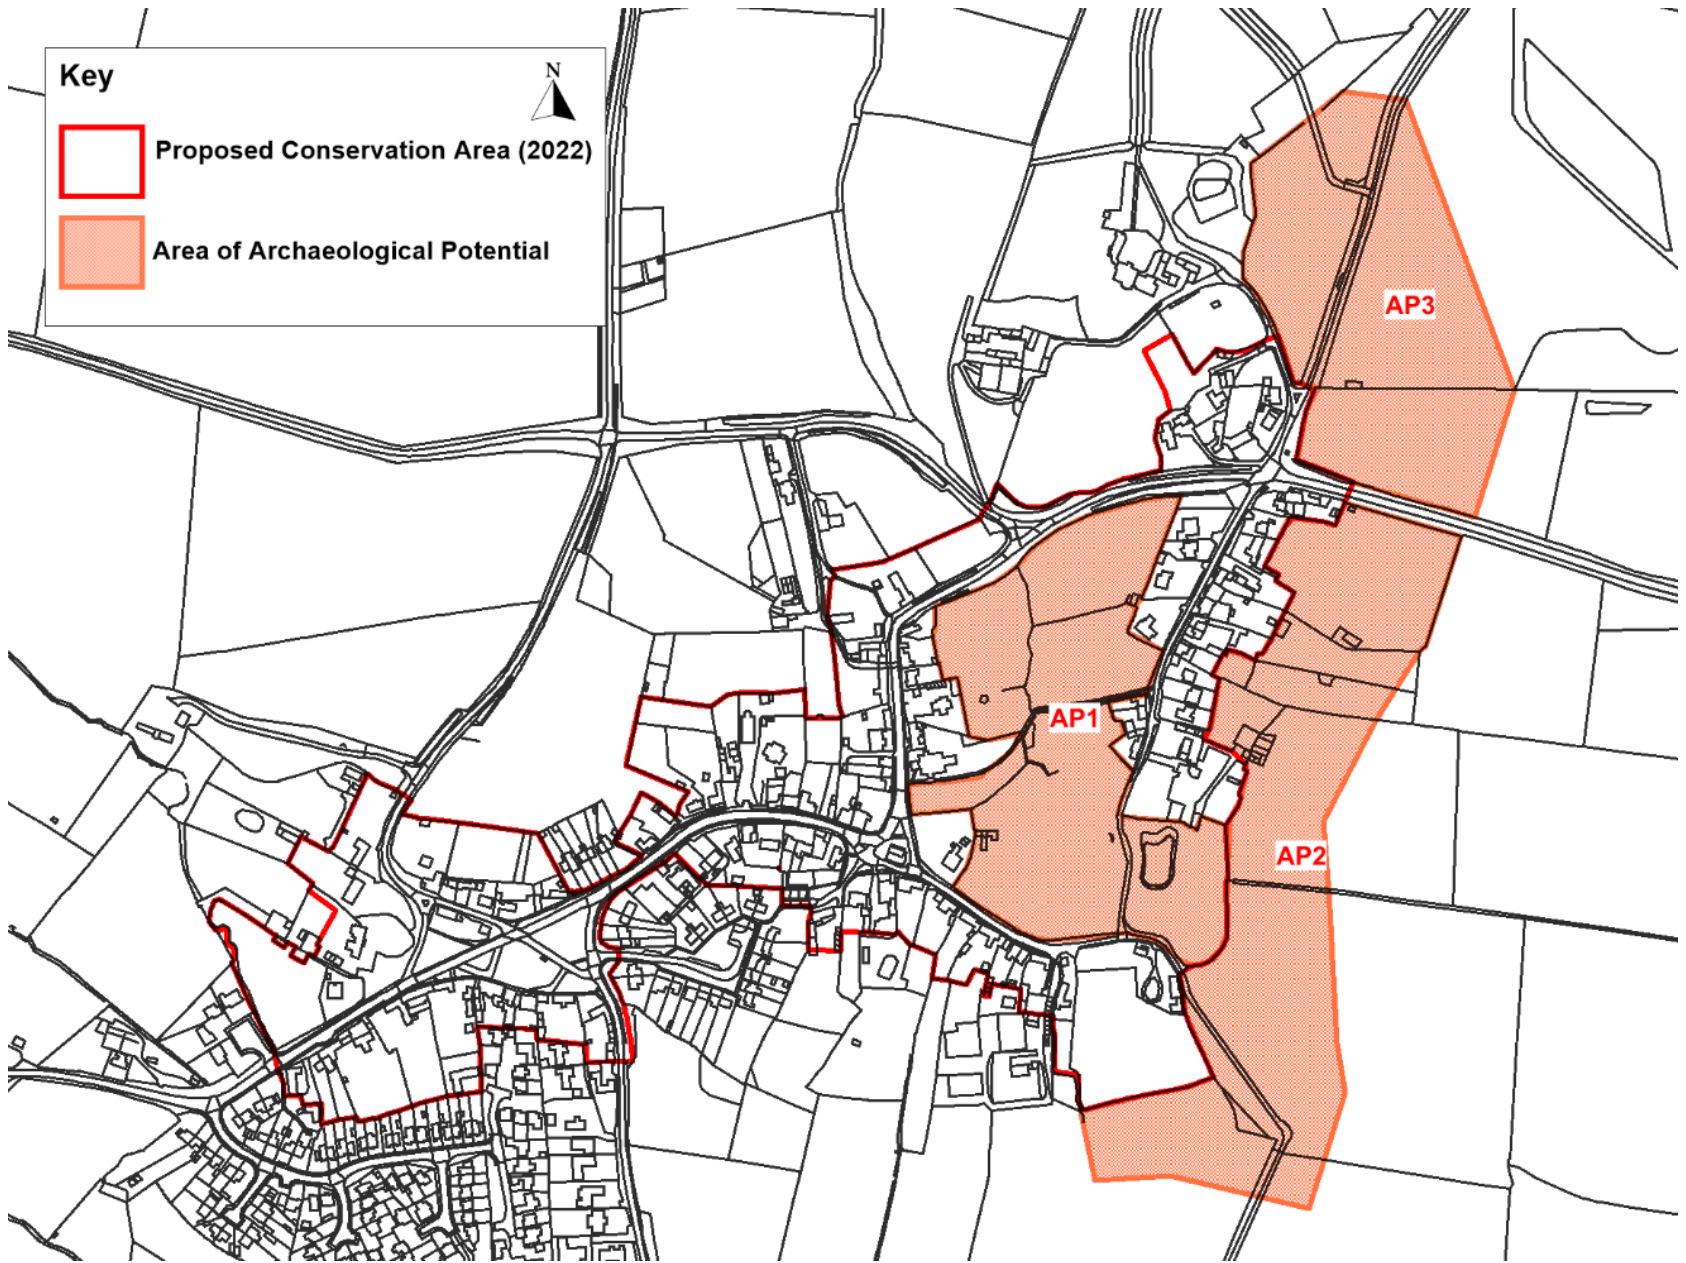 Key
N
Proposed Conservation Area (2022)
Area of Archaeological Potential
AP3
AP1
AP2